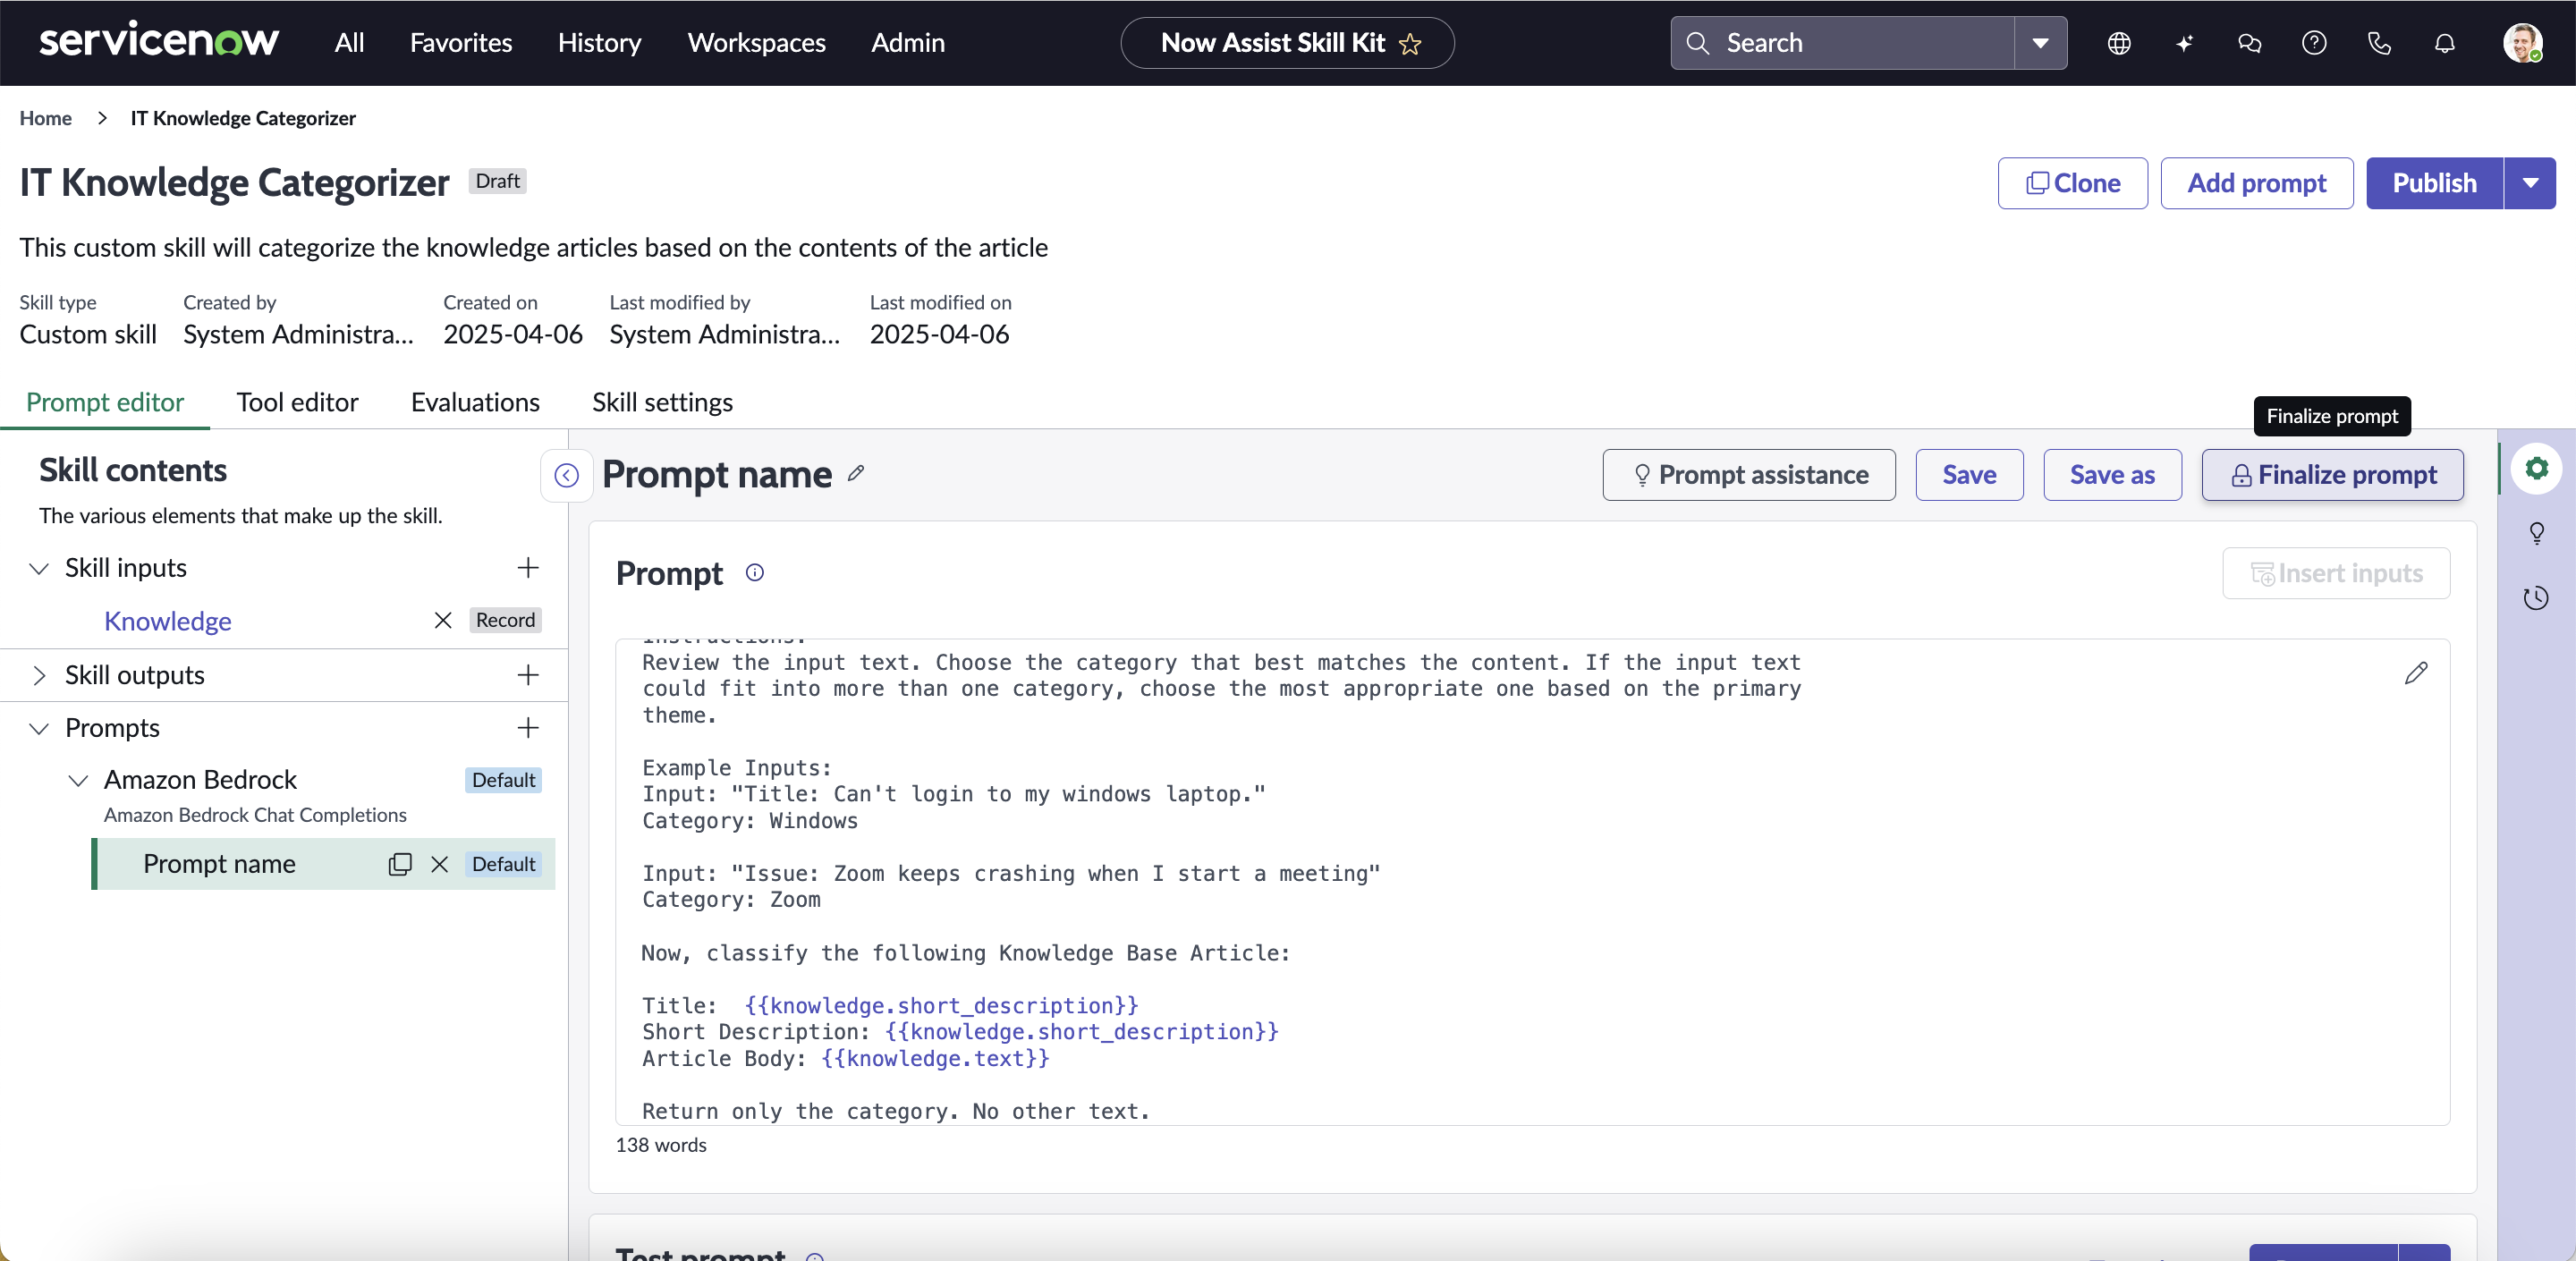 servicenow
All
Favorites
History
Workspaces
Admin
Now Assist Skill Kit
Search
Home
IT Knowledge Categorizer
IT Knowledge Categorizer
Draft
Clone
Add prompt
Publish
This custom skill will categorize the knowledge articles based on the contents of the article
Skill type
Created by
Created on
Last modified by
Last modified on
Custom skill
System Administra...
2025-04-06
System Administra...
2025-04-06
Prompt editor
Tool editor
Evaluations
Skill settings
Finalize prompt
Skill contents
The various elements that make up the skill.
Skill inputs
Knowledge
Record
Skill outputs
Prompts
Amazon Bedrock
Default
Amazon Bedrock Chat Completions
Prompt name
Default
Prompt name
Prompt assistance
Save
Save as
Finalize prompt
Prompt
Insert inputs
Instructions:
Review the input text. Choose the category that best matches the content. If the input text
could fit into more than one category, choose the most appropriate one based on the primary
theme.
Example Inputs:
Input: "Title: Can't login to my windows laptop."
Category: Windows
Input: "Issue: Zoom keeps crashing when I start a meeting"
Category: Zoom
Now, classify the following Knowledge Base Article:
Title:  {{knowledge.short_description}}
Short Description: {{knowledge.short_description}}
Article Body: {{knowledge.text}}
Return only the category. No other text.
138 words
Test prompt